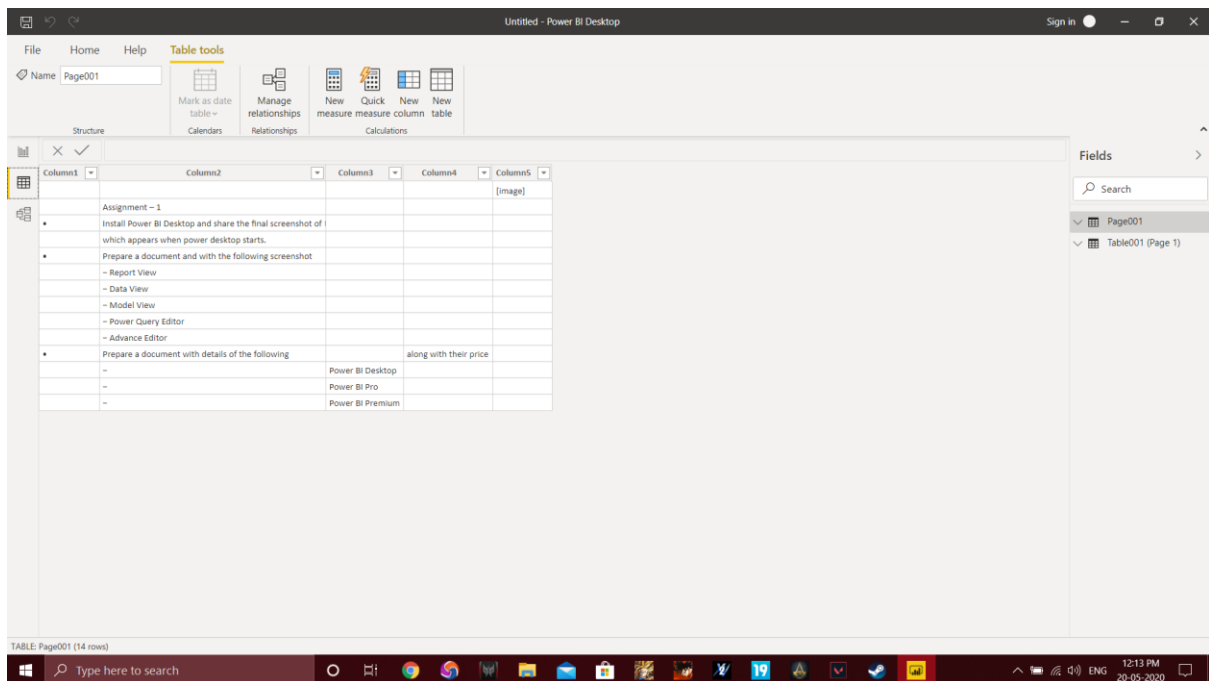 Untitled - Power BI Desktop
Sign in
File Home Help Table tools
Name Page001
Mark as date table
Manage relationships
New measure
Quick measure
New column
New table
Structure Calendars Relationships Calculations
Fields
Search
Page001
Table001 (Page 1)
Column1 Column2 Column3 Column4 Column5
[image]
Assignment – 1
• Install Power BI Desktop and share the final screenshot of
which appears when power desktop starts.
• Prepare a document and with the following screenshot
– Report View
– Data View
– Model View
– Power Query Editor
– Advance Editor
• Prepare a document with details of the following along with their price
– Power BI Desktop
– Power BI Pro
– Power BI Premium
TABLE: Page001 (14 rows)
Type here to search
19
ENG
12:13 PM
20-05-2020